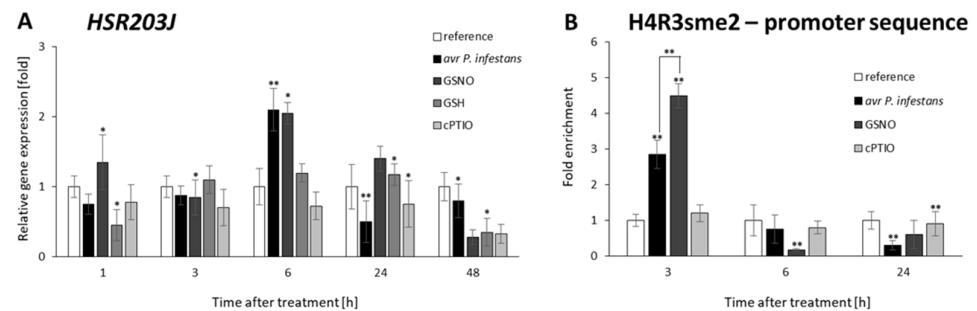 A HSR203J
Relative gene expression [fold]
3
2
1
0
reference
avr P. infestans
GSNO
GSH
cPTIO
* * * ** * ** * * * *
1 3 6 24 48
Time after treatment [h]
B H4R3sme2 – promoter sequence
Fold enrichment
6
5
4
3
2
1
0
reference
avr P. infestans
GSNO
cPTIO
**
** ** ** ** **
3 6 24
Time after treatment [h]